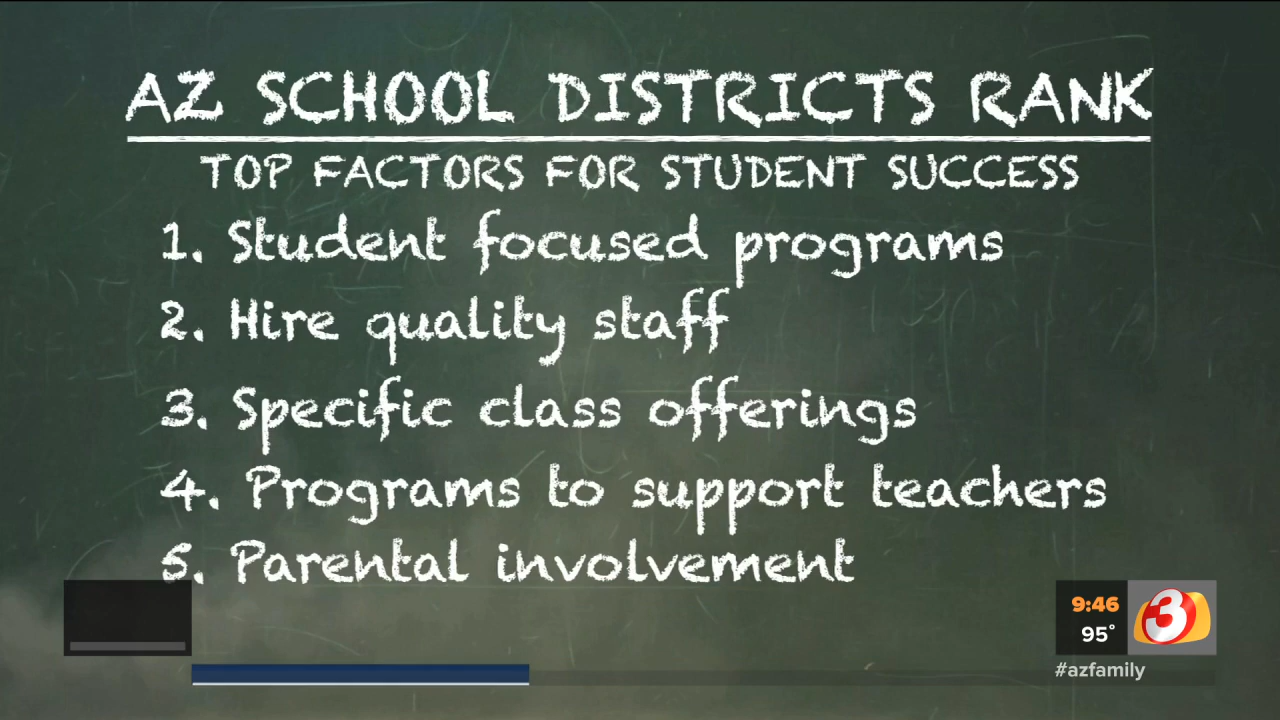 AZ SCHOOL DISTRICTS RANK
TOP FACTORS FOR STUDENT SUCCESS
1. Student focused programs
2. Hire quality staff
3. Specific class offerings
4. Programs to support teachers
5. Parental involvement
9:46
95°
3
#azfamily